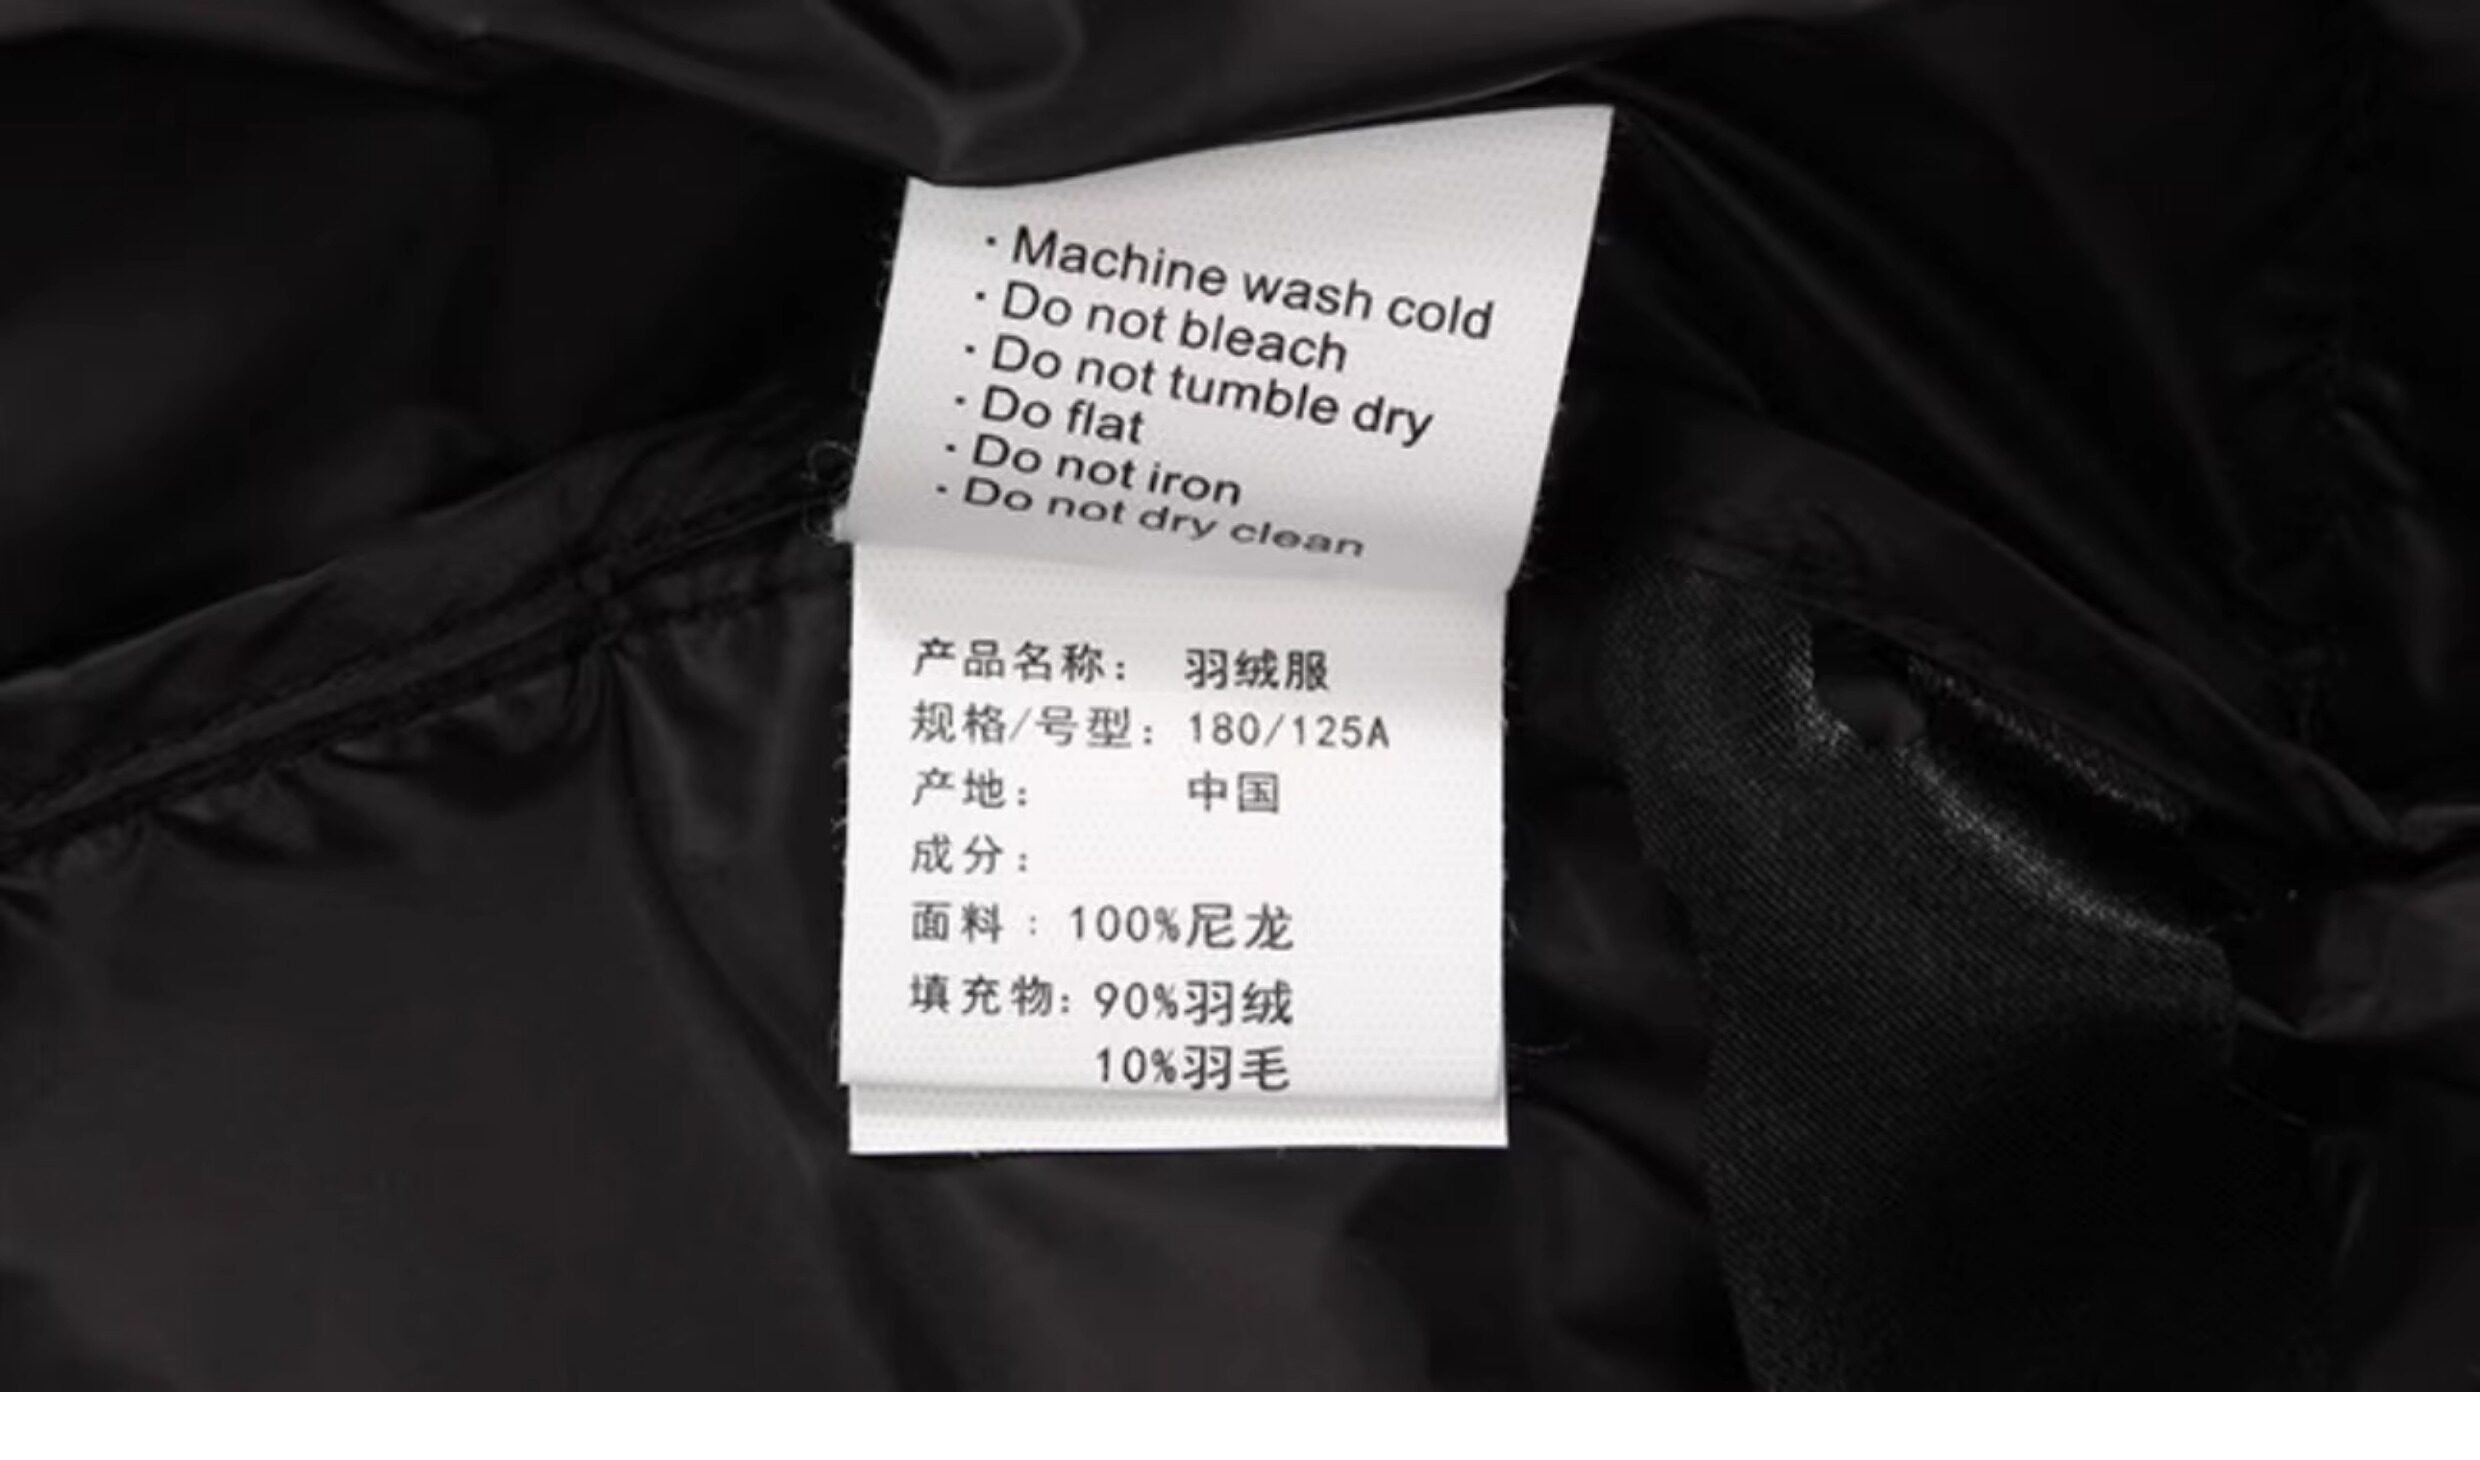 · Machine wash cold
· Do not bleach
· Do not tumble dry
· Do flat
· Do not iron
· Do not dry clean
产品名称： 羽绒服
规格/号型：180/125A
产地： 中国
成分：
面料：100%尼龙
填充物：90%羽绒
10%羽毛